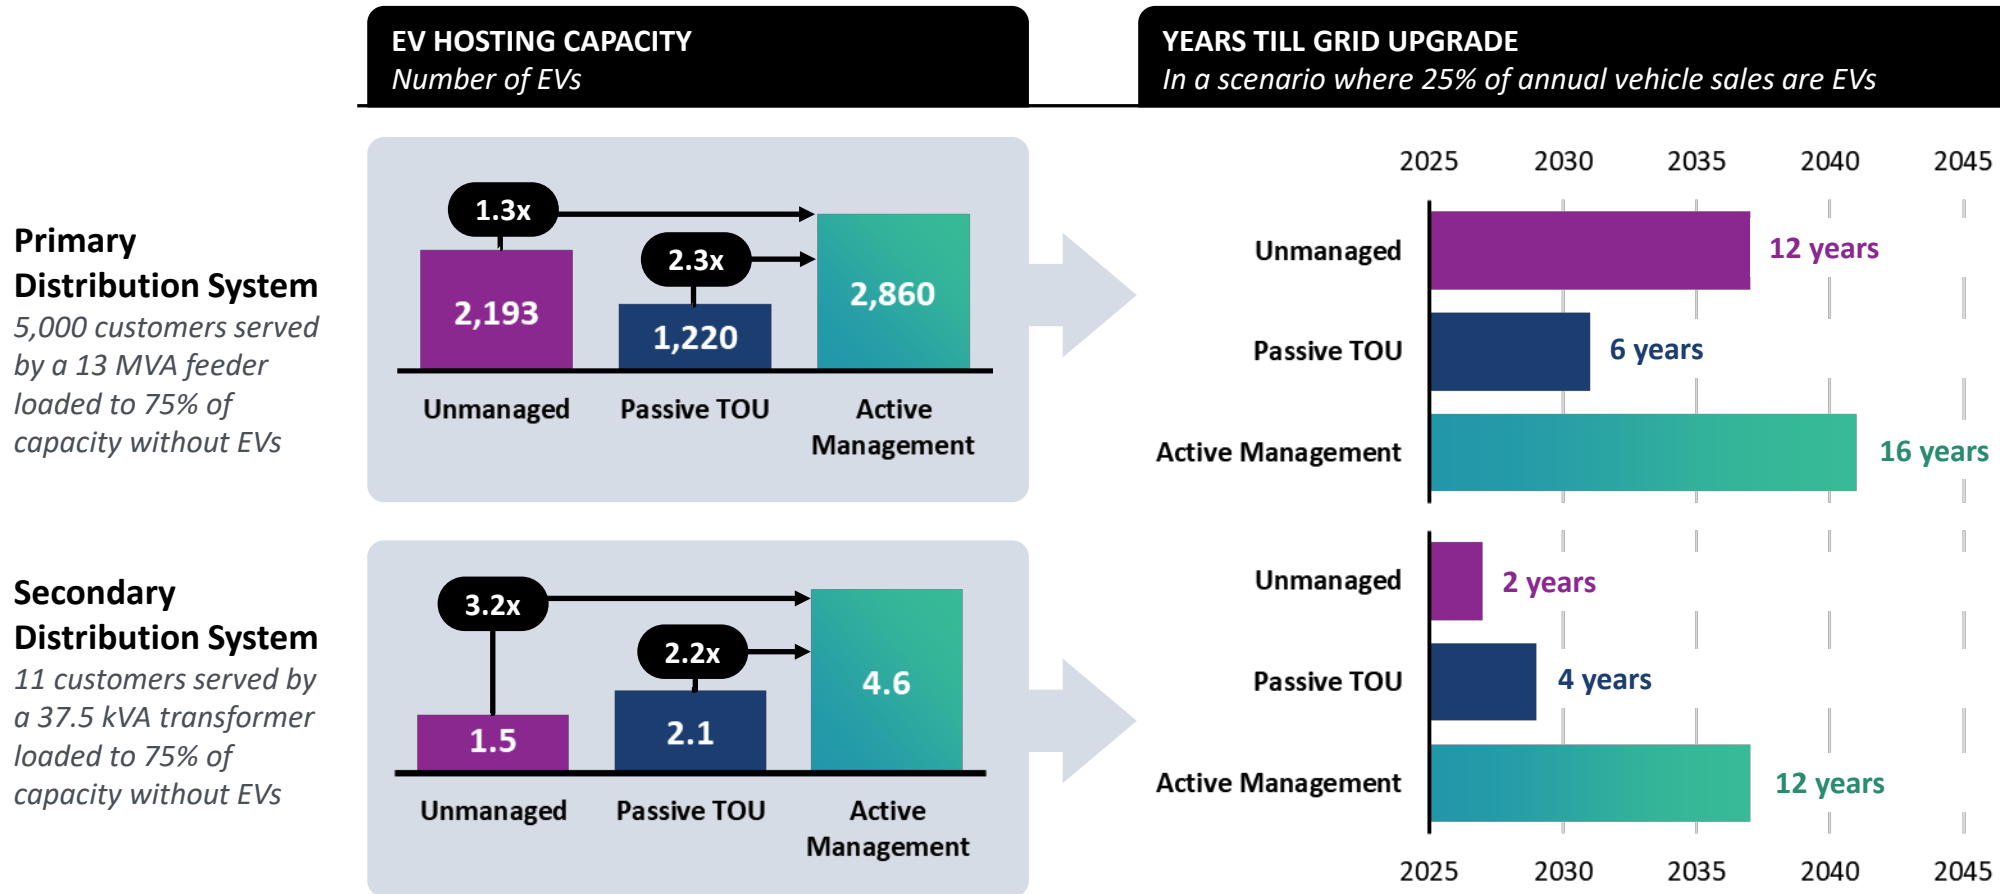 EV HOSTING CAPACITY
Number of EVs
YEARS TILL GRID UPGRADE
In a scenario where 25% of annual vehicle sales are EVs
Primary
Distribution System
5,000 customers served
by a 13 MVA feeder
loaded to 75% of
capacity without EVs
1.3x
2.3x
2,193
1,220
2,860
Unmanaged
Passive TOU
Active
Management
2025 2030 2035 2040 2045
Unmanaged
12 years
Passive TOU
6 years
Active Management
16 years
Secondary
Distribution System
11 customers served by
a 37.5 kVA transformer
loaded to 75% of
capacity without EVs
3.2x
2.2x
1.5
2.1
4.6
Unmanaged
Passive TOU
Active
Management
Unmanaged
2 years
Passive TOU
4 years
Active Management
12 years
2025 2030 2035 2040 2045